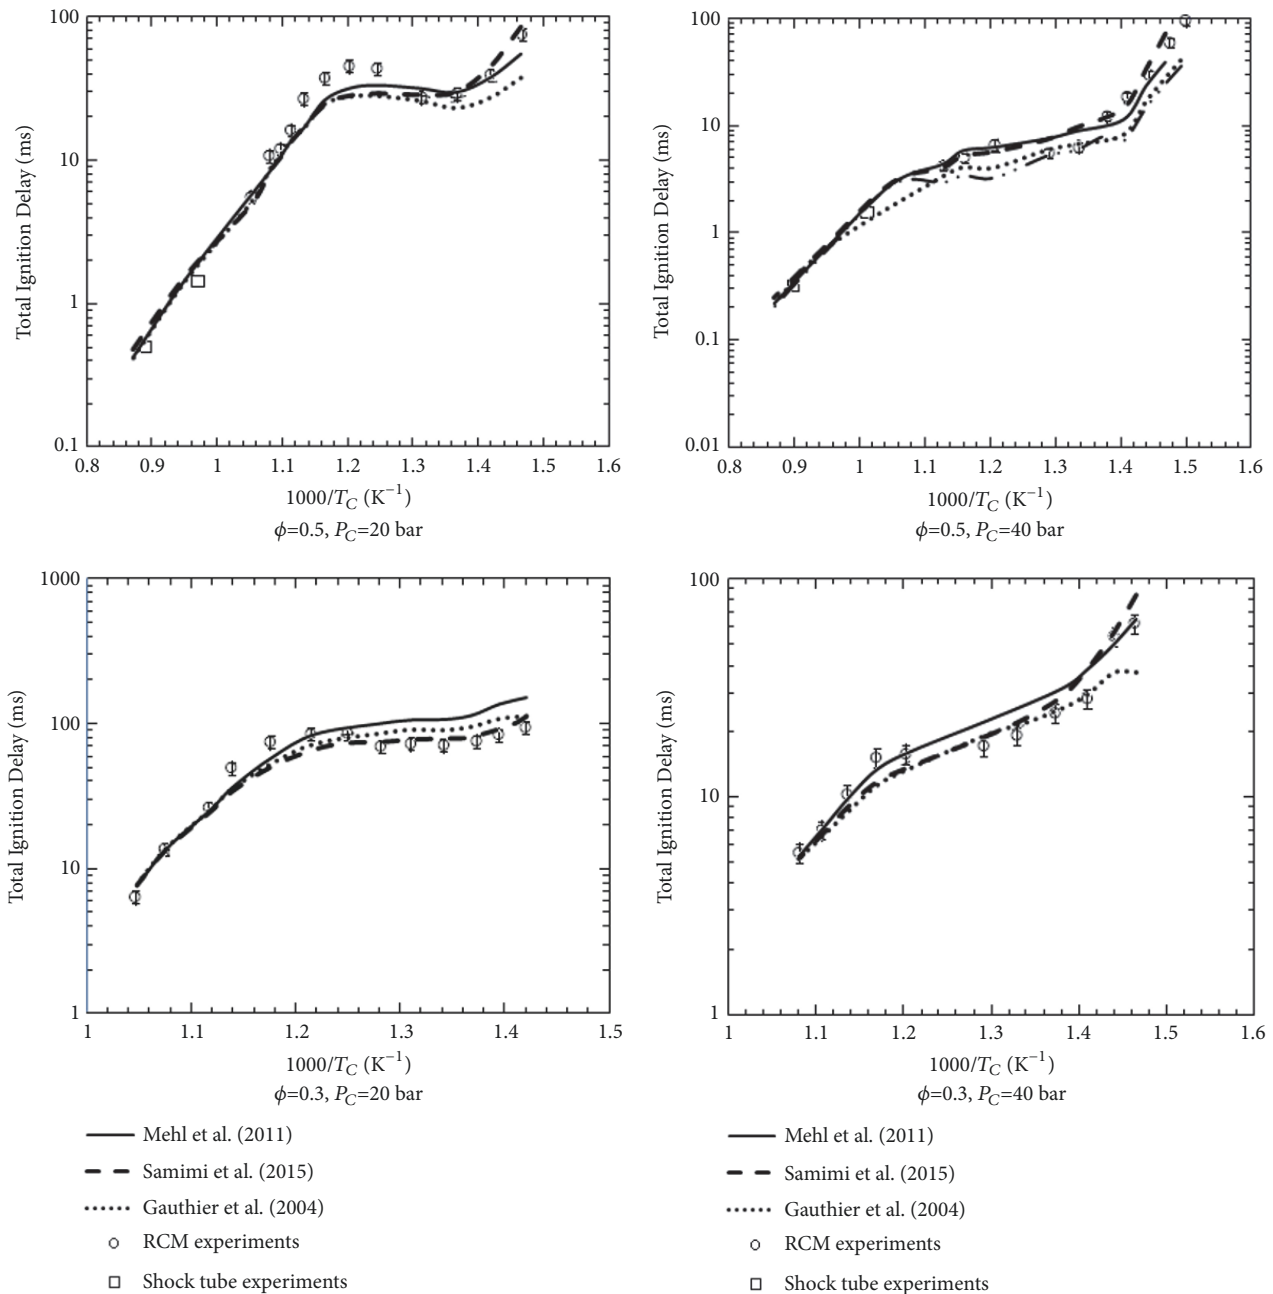 100
10
1
0.1
Total Ignition Delay (ms)
0.8 0.9 1 1.1 1.2 1.3 1.4 1.5 1.6
1000/T_C (K⁻¹)
ϕ=0.5, P_C=20 bar
100
10
1
0.1
0.01
Total Ignition Delay (ms)
0.8 0.9 1 1.1 1.2 1.3 1.4 1.5 1.6
1000/T_C (K⁻¹)
ϕ=0.5, P_C=40 bar
1000
100
10
1
Total Ignition Delay (ms)
1 1.1 1.2 1.3 1.4 1.5
1000/T_C (K⁻¹)
ϕ=0.3, P_C=20 bar
100
10
1
Total Ignition Delay (ms)
1 1.1 1.2 1.3 1.4 1.5 1.6
1000/T_C (K⁻¹)
ϕ=0.3, P_C=40 bar
Mehl et al. (2011)
Samimi et al. (2015)
Gauthier et al. (2004)
RCM experiments
Shock tube experiments
Mehl et al. (2011)
Samimi et al. (2015)
Gauthier et al. (2004)
RCM experiments
Shock tube experiments